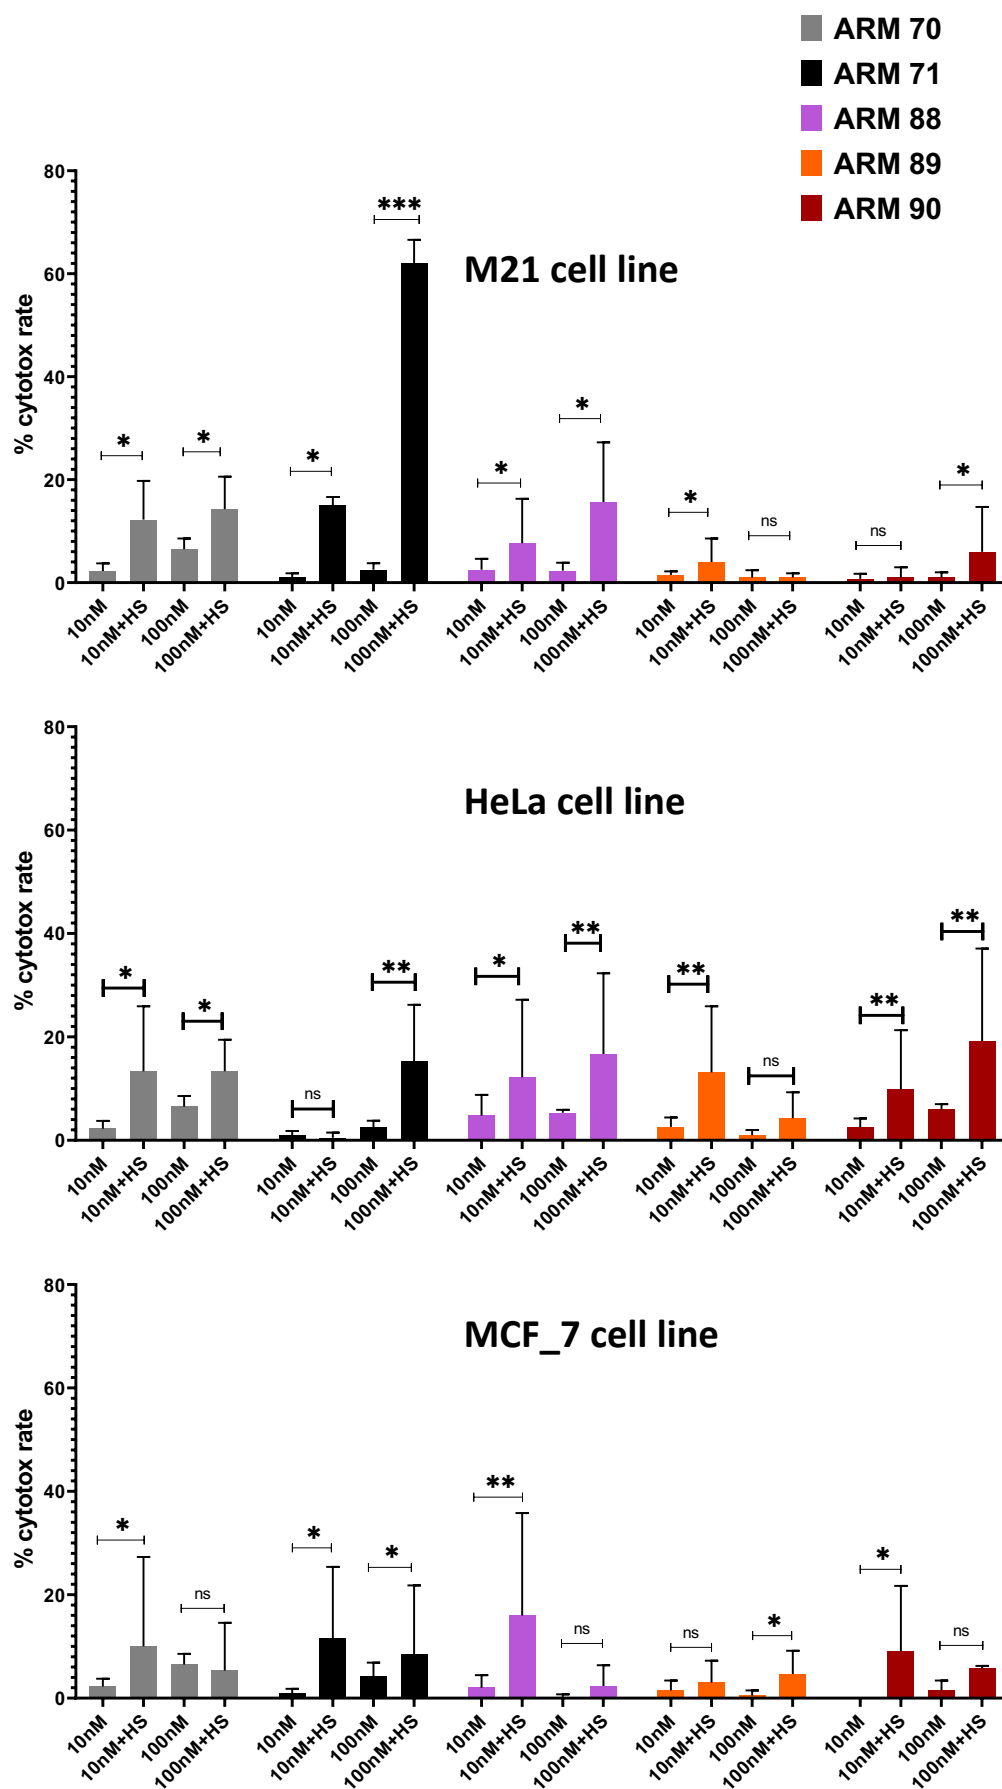 ARM 70
ARM 71
ARM 88
ARM 89
ARM 90
M21 cell line
% cytotox rate
80
60
40
20
0
* * * *** * * * ns ns *
10nM 10nM+HS 100nM 100nM+HS 10nM 10nM+HS 100nM 100nM+HS 10nM 10nM+HS 100nM 100nM+HS 10nM 10nM+HS 100nM 100nM+HS 10nM 10nM+HS 100nM 100nM+HS
HeLa cell line
% cytotox rate
80
60
40
20
0
* * ns ** * ** ** ns ** **
10nM 10nM+HS 100nM 100nM+HS 10nM 10nM+HS 100nM 100nM+HS 10nM 10nM+HS 100nM 100nM+HS 10nM 10nM+HS 100nM 100nM+HS 10nM 10nM+HS 100nM 100nM+HS
MCF_7 cell line
% cytotox rate
80
60
40
20
0
* ns * * ** ns ns * * ns
10nM 10nM+HS 100nM 100nM+HS 10nM 10nM+HS 100nM 100nM+HS 10nM 10nM+HS 100nM 100nM+HS 10nM 10nM+HS 100nM 100nM+HS 10nM 10nM+HS 100nM 100nM+HS